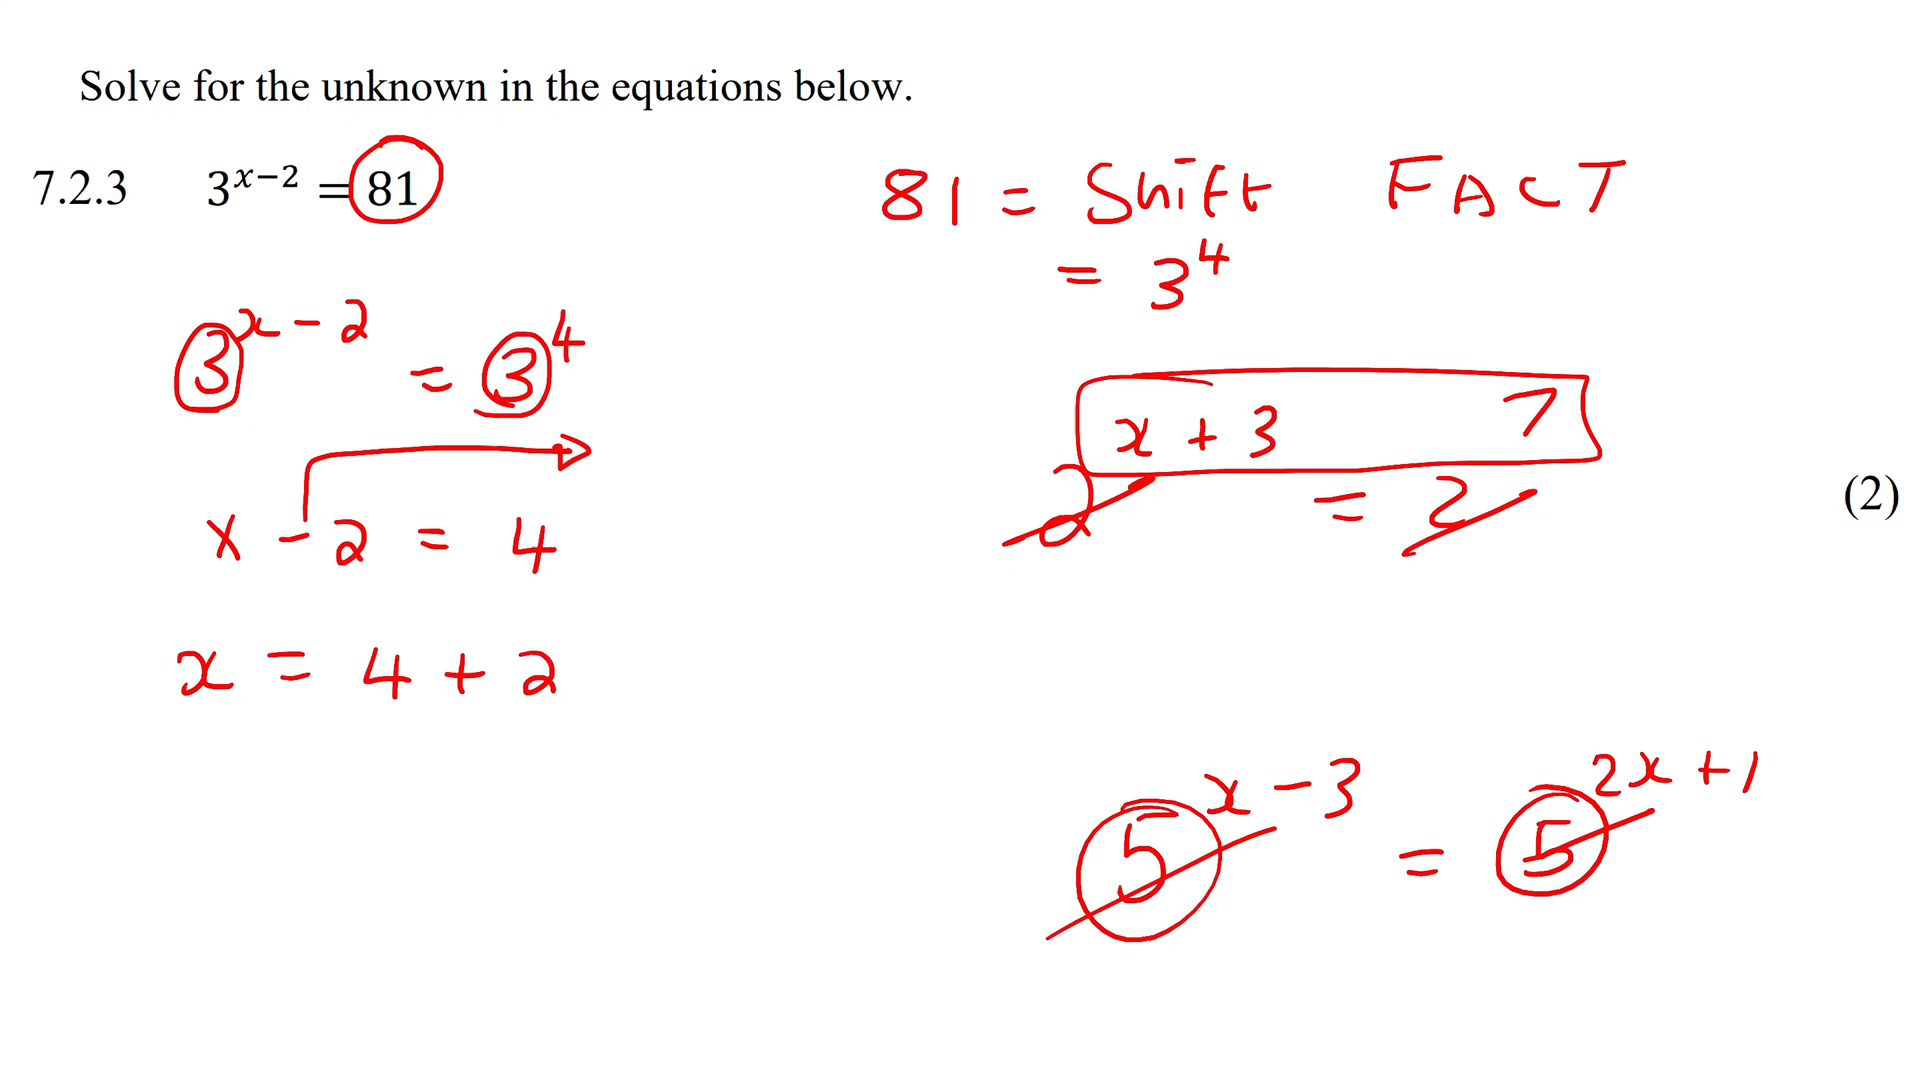 Solve for the unknown in the equations below.
7.2.3 3^{x−2} = 81
81 = Shift FACT
= 3^4
3^{x−2} = 3^4
2^{x+3} = 2^7
(2)
x − 2 = 4
x = 4 + 2
5^{x−3} = 5^{2x+1}